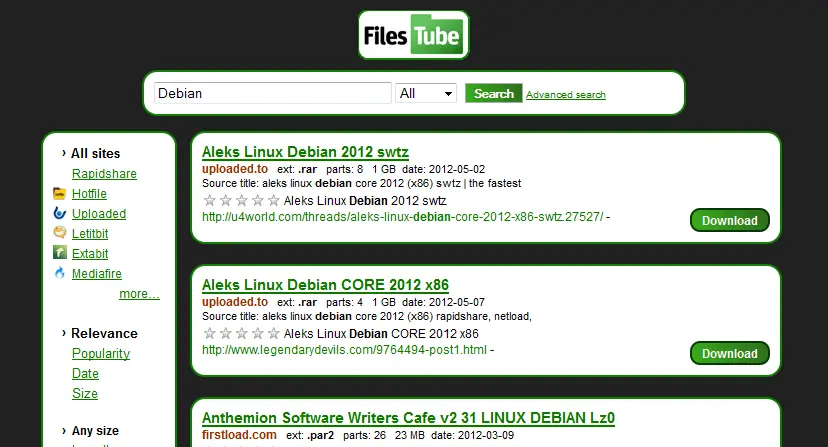 Files Tube
Debian All Search Advanced search
› All sites
Rapidshare
Hotfile
Uploaded
Letitbit
Extabit
Mediafire
more...
› Relevance
Popularity
Date
Size
› Any size
Aleks Linux Debian 2012 swtz
uploaded.to ext: .rar parts: 8 1 GB date: 2012-05-02
Source title: aleks linux debian core 2012 (x86) swtz | the fastest
Aleks Linux Debian 2012 swtz
http://u4world.com/threads/aleks-linux-debian-core-2012-x86-swtz.27527/ -
Download
Aleks Linux Debian CORE 2012 x86
uploaded.to ext: .rar parts: 4 1 GB date: 2012-05-07
Source title: aleks linux debian core 2012 (x86) rapidshare, netload,
Aleks Linux Debian CORE 2012 x86
http://www.legendarydevils.com/9764494-post1.html -
Download
Anthemion Software Writers Cafe v2 31 LINUX DEBIAN Lz0
firstload.com ext: .par2 parts: 26 23 MB date: 2012-03-09